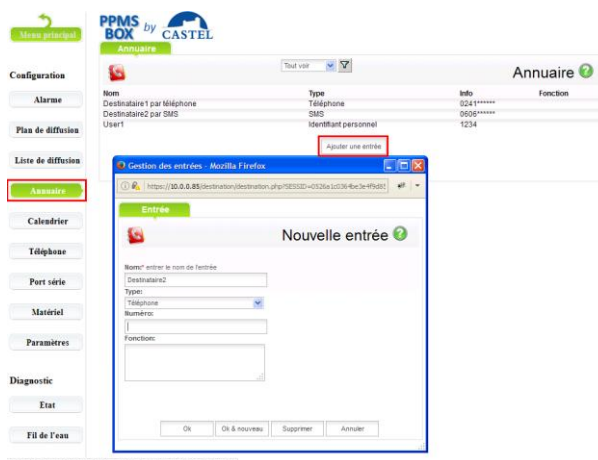 Menu principal
PPMS BOX by CASTEL
Annuaire
Tout voir
Annuaire
Configuration
Nom Type Info Fonction
Destinataire1 par téléphone Téléphone 0241******
Destinataire2 par SMS SMS 0606******
User1 Identifiant personnel 1234
Ajouter une entrée
Alarme
Plan de diffusion
Liste de diffusion
Annuaire
Calendrier
Téléphone
Port série
Matériel
Paramètres
Diagnostic
Etat
Fil de l'eau
Gestion des entrées - Mozilla Firefox
Entrée
Nouvelle entrée
Nom:* entrer le nom de l'entrée
Destinataire2
Type:
Téléphone
Numéro:
Fonction:
Ok Ok & nouveau Supprimer Annuler